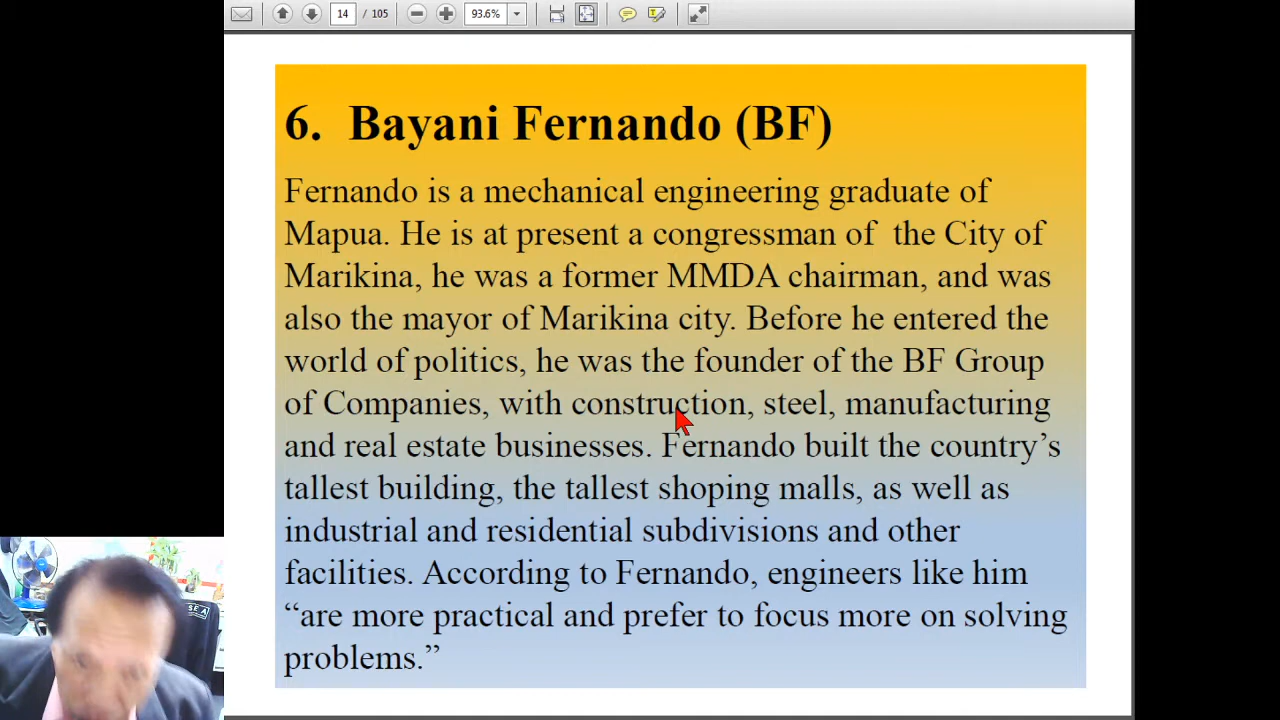 14 / 105 93.6%
6. Bayani Fernando (BF)
Fernando is a mechanical engineering graduate of
Mapua. He is at present a congressman of the City of
Marikina, he was a former MMDA chairman, and was
also the mayor of Marikina city. Before he entered the
world of politics, he was the founder of the BF Group
of Companies, with construction, steel, manufacturing
and real estate businesses. Fernando built the country’s
tallest building, the tallest shoping malls, as well as
industrial and residential subdivisions and other
facilities. According to Fernando, engineers like him
“are more practical and prefer to focus more on solving
problems.”